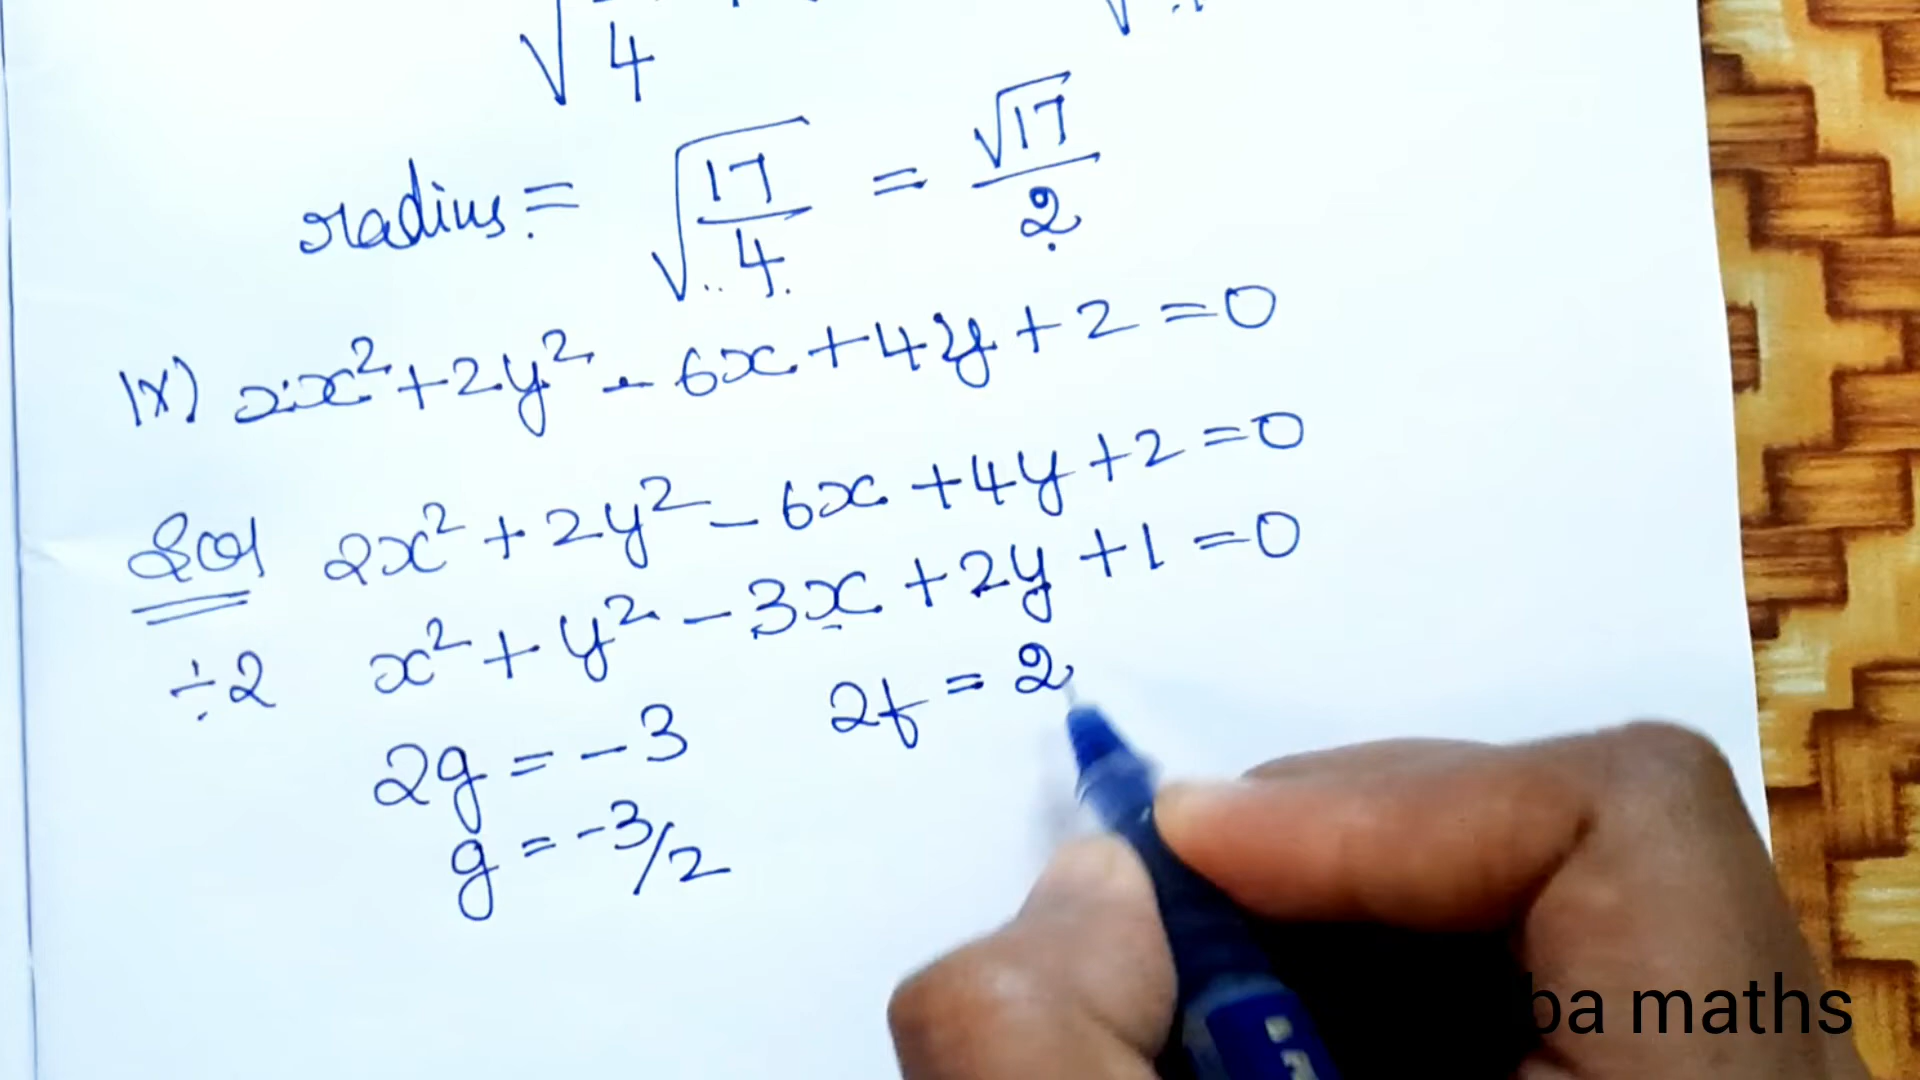 √ 4
radius = √17/4 = √17/2
ix) 2x² + 2y² - 6x + 4y + 2 = 0
Sol 2x² + 2y² - 6x + 4y + 2 = 0
÷2 x² + y² - 3x + 2y + 1 = 0
2g = -3 2f = 2
g = -3/2
ba maths